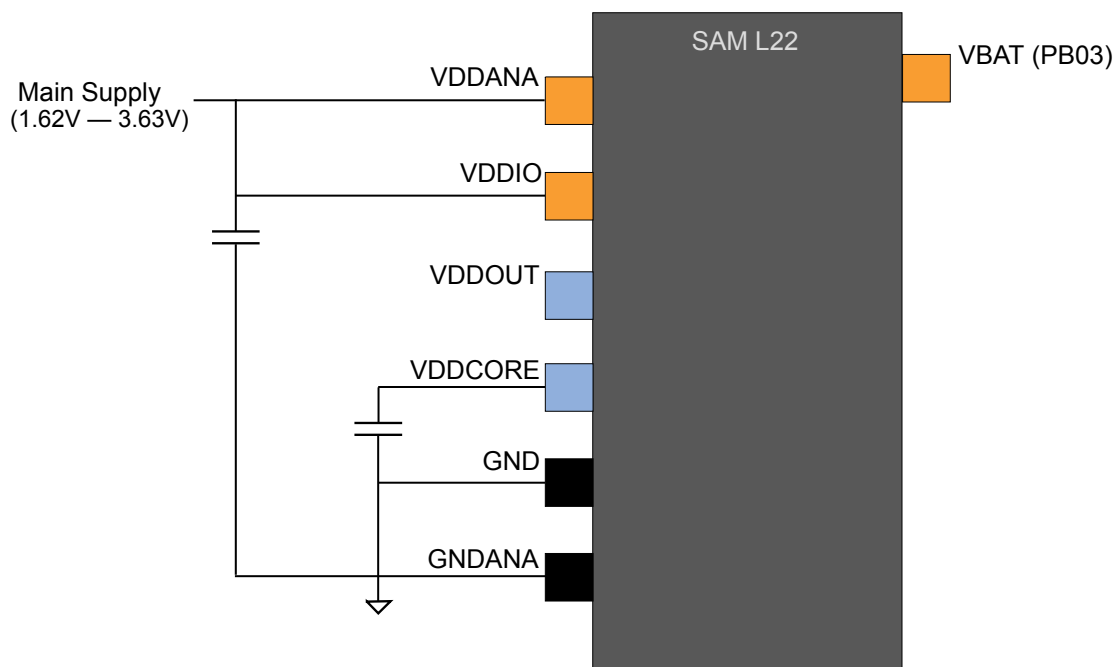 SAM L22
VBAT (PB03)
VDDANA
Main Supply
(1.62V — 3.63V)
VDDIO
VDDOUT
VDDCORE
GND
GNDANA